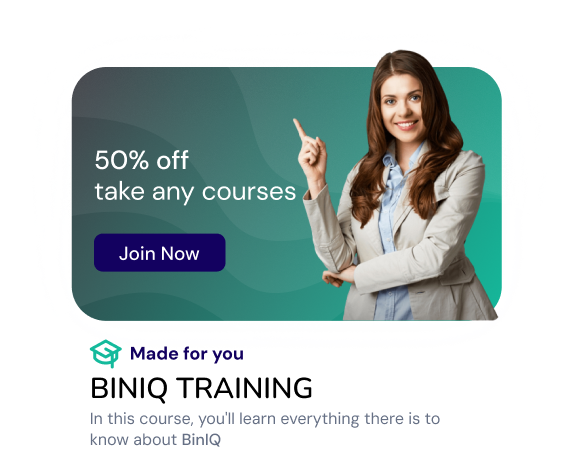 50% off
take any courses
Join Now
Made for you
BINIQ TRAINING
In this course, you'll learn everything there is to
know about BinIQ